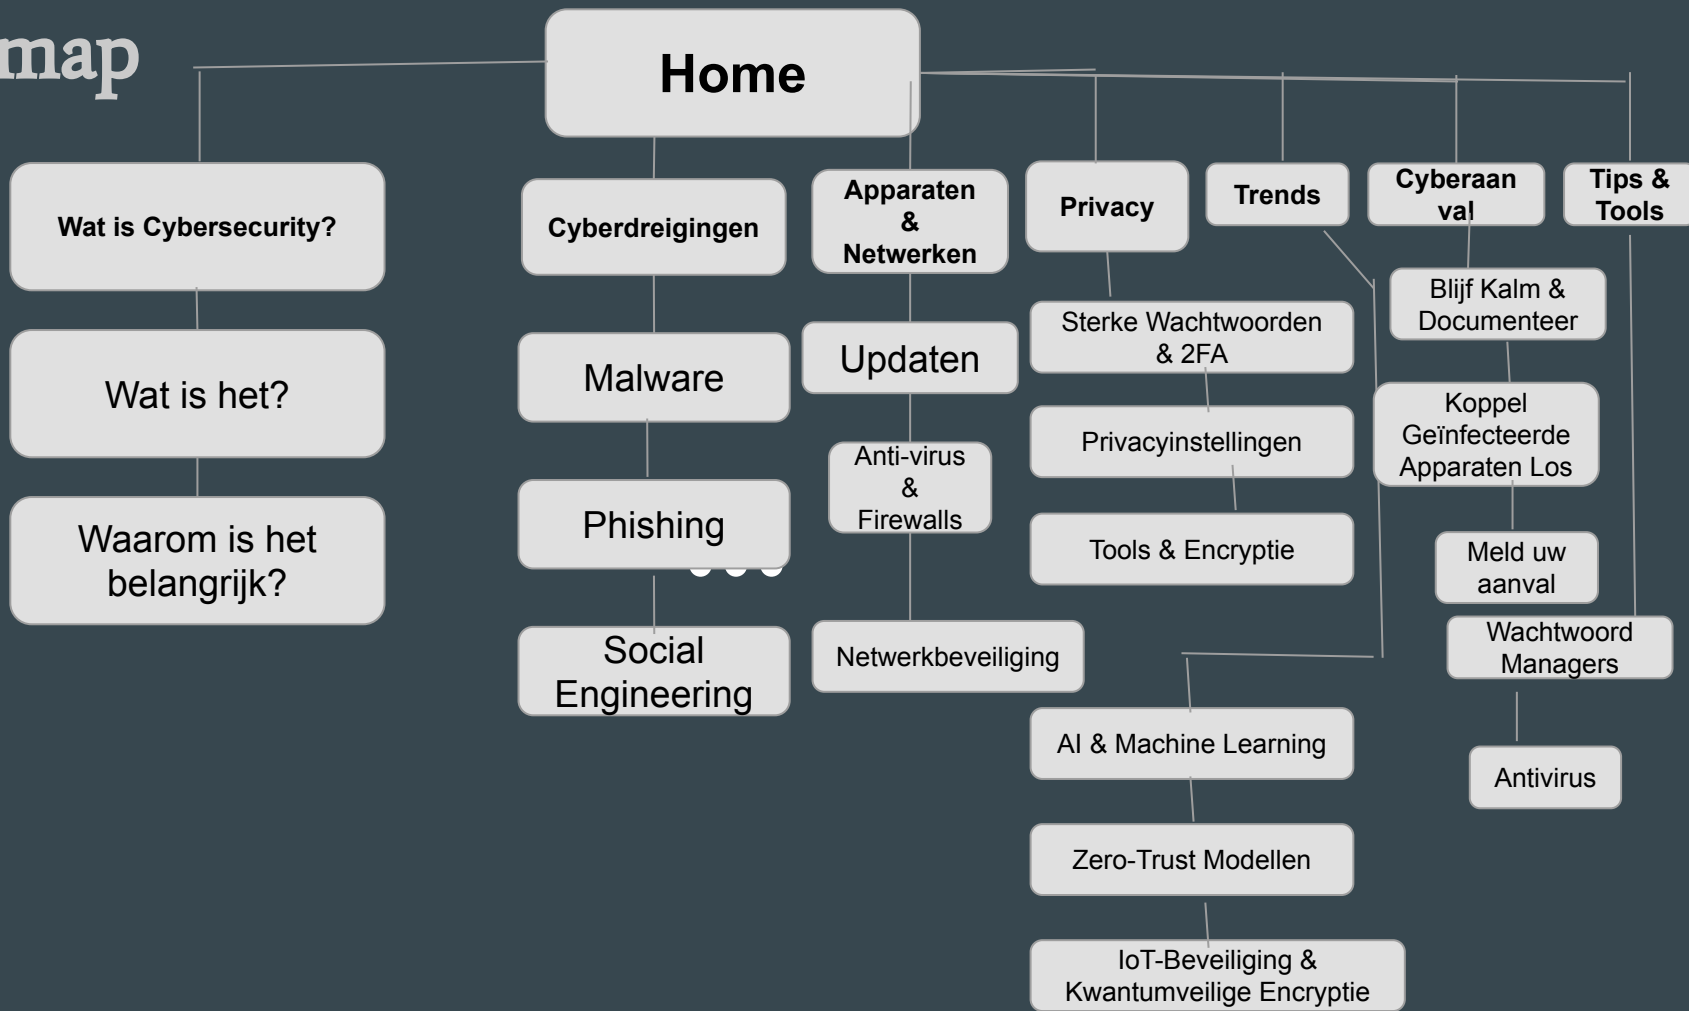 map
Home
Wat is Cybersecurity?
Wat is het?
Waarom is het
belangrijk?
Cyberdreigingen
Malware
Phishing
Social
Engineering
Apparaten
&
Netwerken
Updaten
Anti-virus
&
Firewalls
Netwerkbeveiliging
Privacy
Sterke Wachtwoorden
& 2FA
Privacyinstellingen
Tools & Encryptie
Trends
AI & Machine Learning
Zero-Trust Modellen
IoT-Beveiliging &
Kwantumveilige Encryptie
Cyberaan
val
Blijf Kalm &
Documenteer
Koppel
Geïnfecteerde
Apparaten Los
Meld uw
aanval
Tips &
Tools
Wachtwoord
Managers
Antivirus